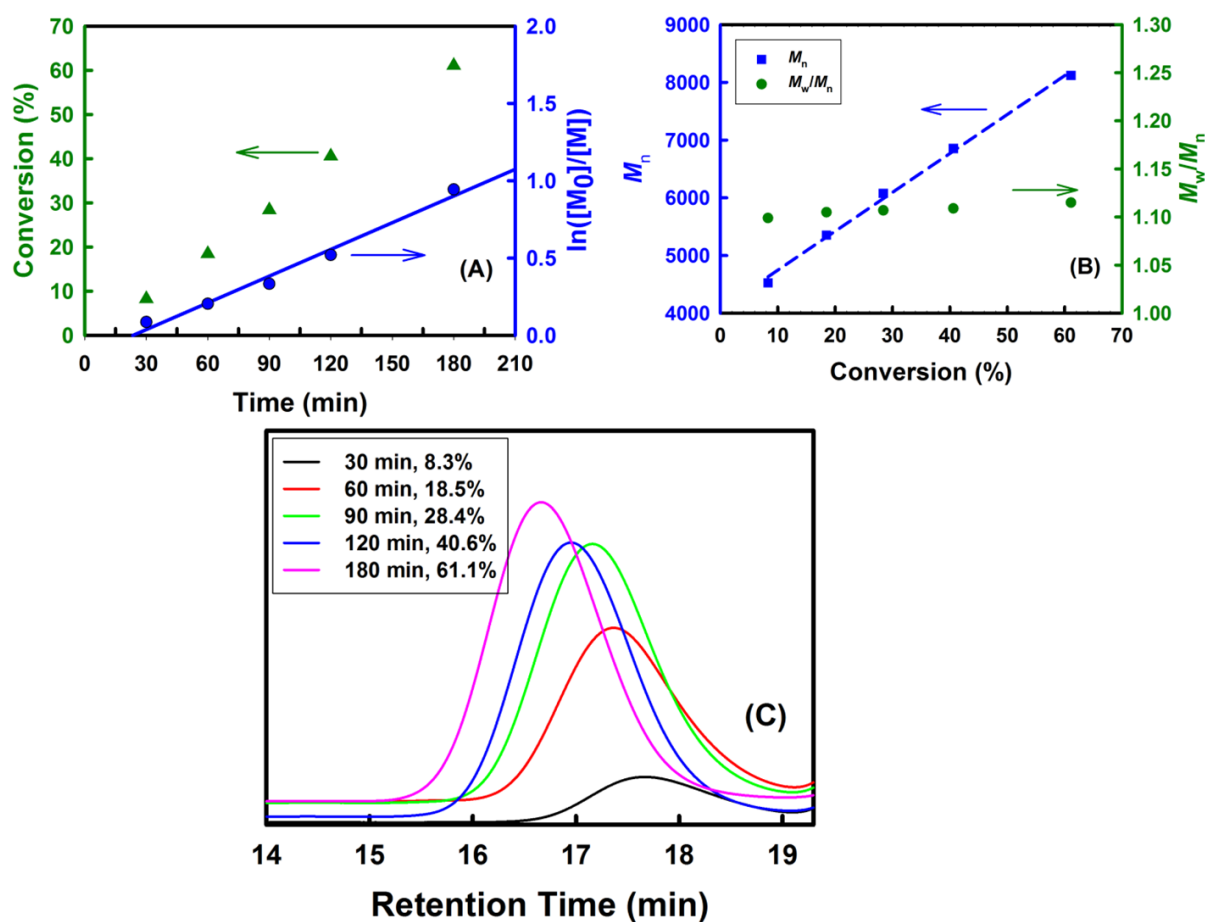 70
60
50
40
30
20
10
0
Conversion (%)
2.0
1.5
1.0
0.5
0.0
ln([M0]/[M])
(A)
0 30 60 90 120 150 180 210
Time (min)
9000
8000
7000
6000
5000
4000
Mn
Mn
Mw/Mn
1.30
1.25
1.20
1.15
1.10
1.05
1.00
Mw/Mn
(B)
0 10 20 30 40 50 60 70
Conversion (%)
30 min, 8.3%
60 min, 18.5%
90 min, 28.4%
120 min, 40.6%
180 min, 61.1%
(C)
14 15 16 17 18 19
Retention Time (min)